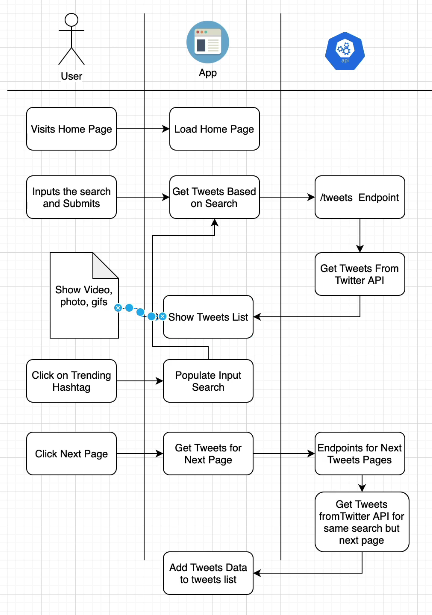 User
App
api
Visits Home Page
Load Home Page
Inputs the search
and Submits
Get Tweets Based
on Search
/tweets Endpoint
Get Tweets From
Twitter API
Show Video,
photo, gifs
Show Tweets List
Click on Trending
Hashtag
Populate Input
Search
Click Next Page
Get Tweets for
Next Page
Endpoints for Next
Tweets Pages
Get Tweets
fromTwitter API for
same search but
next page
Add Tweets Data
to tweets list